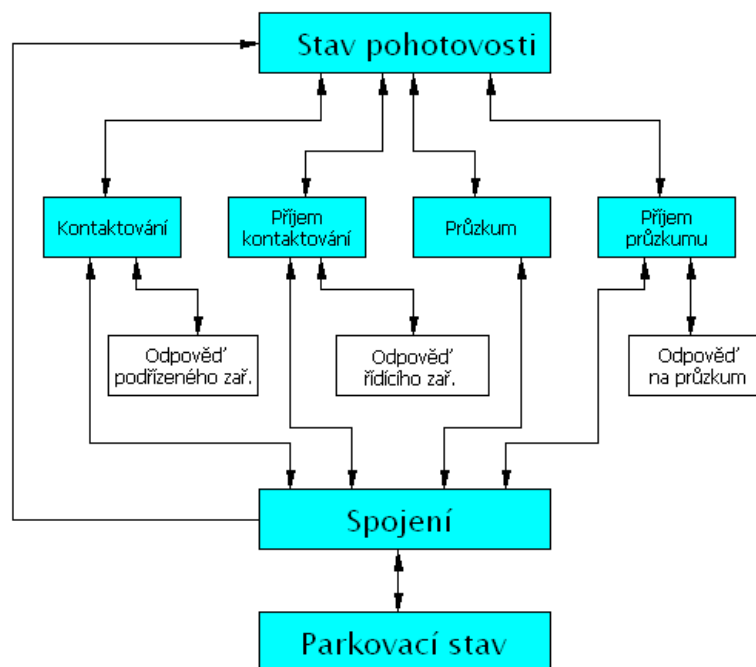 Stav pohotovosti
Kontaktování
Příjem
kontaktování
Průzkum
Příjem
průzkumu
Odpověď
podřízeného zař.
Odpověď
řídícího zař.
Odpověď
na průzkum
Spojení
Parkovací stav